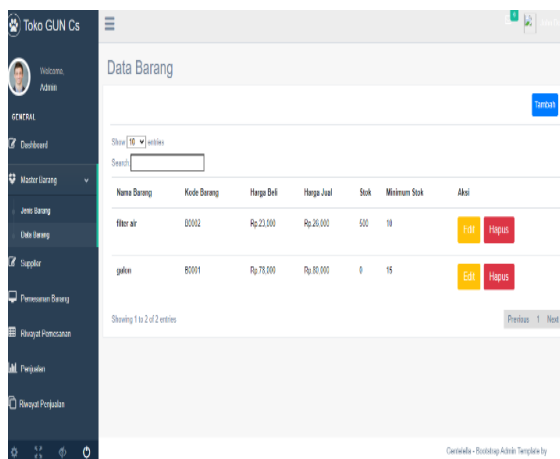 Toko GUN Cs
Welcome,
Admin
GENERAL
Dashboard
Master Barang
Jenis Barang
Data Barang
Supplier
Pemesanan Barang
Riwayat Pemesanan
Penjualan
Riwayat Penjualan
Data Barang
Tambah
Show 10 entries
Search:
Nama Barang Kode Barang Harga Beli Harga Jual Stok Minimum Stok Aksi
filter air B0002 Rp.23,000 Rp.26,000 500 10 Edit Hapus
galon B0001 Rp.78,000 Rp.80,000 0 15 Edit Hapus
Showing 1 to 2 of 2 entries
Previous 1 Next
Gentelella - Bootstrap Admin Template by